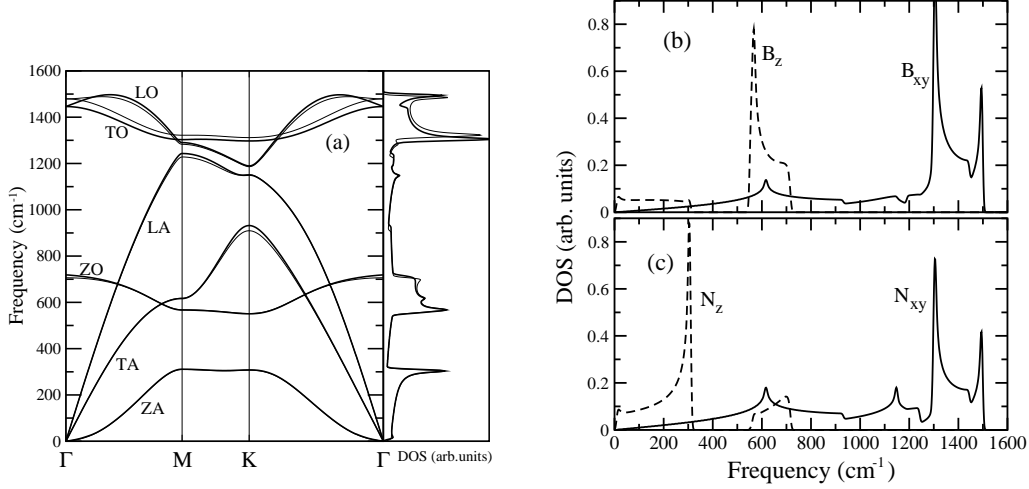 1600
1400
1200
1000
800
600
400
200
0
Frequency (cm⁻¹)
LO
TO
(a)
LA
ZO
TA
ZA
Γ M K Γ
DOS (arb.units)
0.8
0.6
0.4
0.2
0
(b)
B_z
B_xy
DOS (arb. units)
0.8
0.6
0.4
0.2
0
(c)
N_z
N_xy
0 200 400 600 800 1000 1200 1400 1600
Frequency (cm⁻¹)